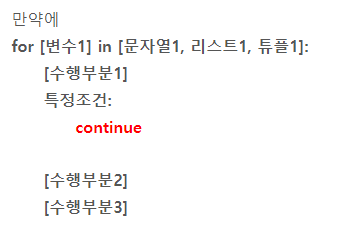 만약에
for [변수1] in [문자열1, 리스트1, 튜플1]:
[수행부분1]
특정조건:
continue
[수행부분2]
[수행부분3]